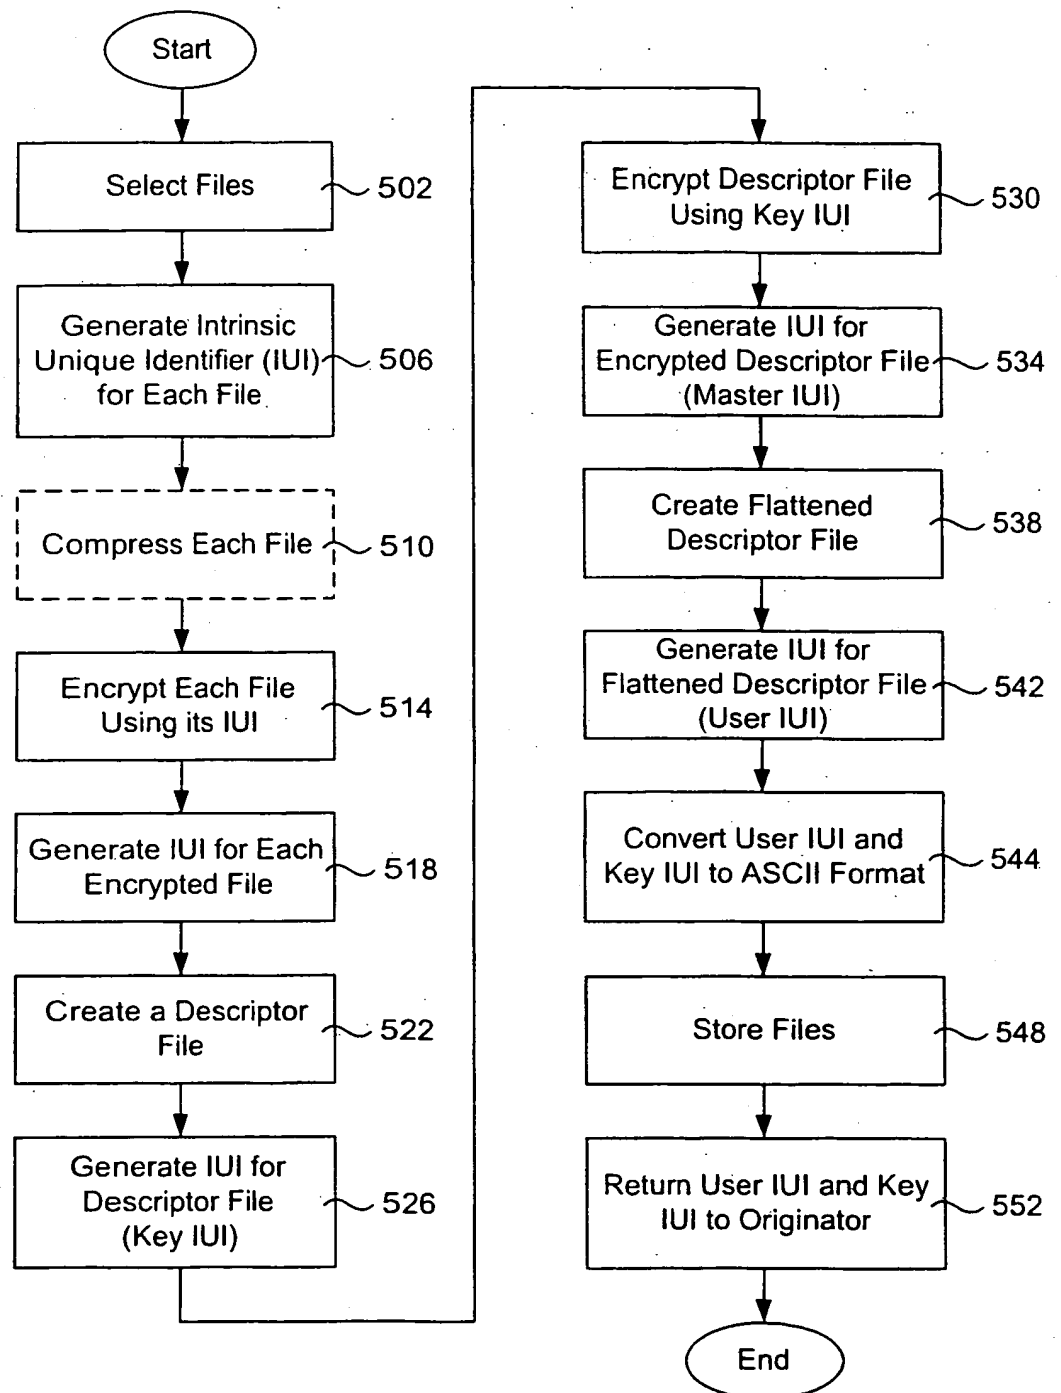 Start
Select Files
502
Generate Intrinsic
Unique Identifier (IUI)
for Each File
506
Compress Each File
510
Encrypt Each File
Using its IUI
514
Generate IUI for Each
Encrypted File
518
Create a Descriptor
File
522
Generate IUI for
Descriptor File
(Key IUI)
526
Encrypt Descriptor File
Using Key IUI
530
Generate IUI for
Encrypted Descriptor File
(Master IUI)
534
Create Flattened
Descriptor File
538
Generate IUI for
Flattened Descriptor File
(User IUI)
542
Convert User IUI and
Key IUI to ASCII Format
544
Store Files
548
Return User IUI and Key
IUI to Originator
552
End